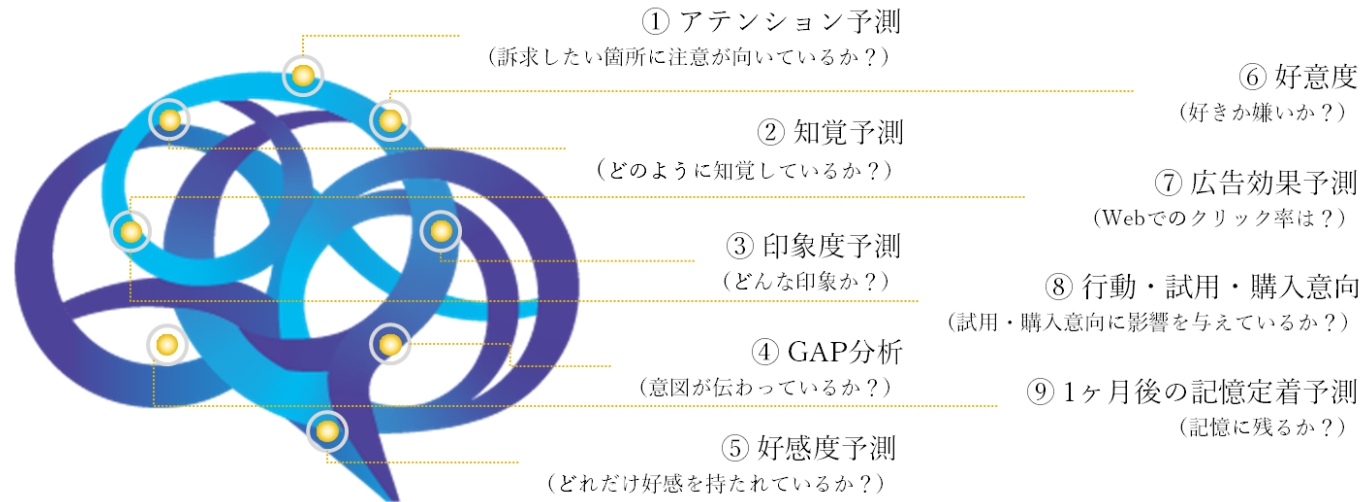 ① アテンション予測
（訴求したい箇所に注意が向いているか？）
② 知覚予測
（どのように知覚しているか？）
③ 印象度予測
（どんな印象か？）
④ GAP分析
（意図が伝わっているか？）
⑤ 好感度予測
（どれだけ好感を持たれているか？）
⑥ 好意度
（好きか嫌いか？）
⑦ 広告効果予測
（Webでのクリック率は？）
⑧ 行動・試用・購入意向
（試用・購入意向に影響を与えているか？）
⑨ 1ヶ月後の記憶定着予測
（記憶に残るか？）